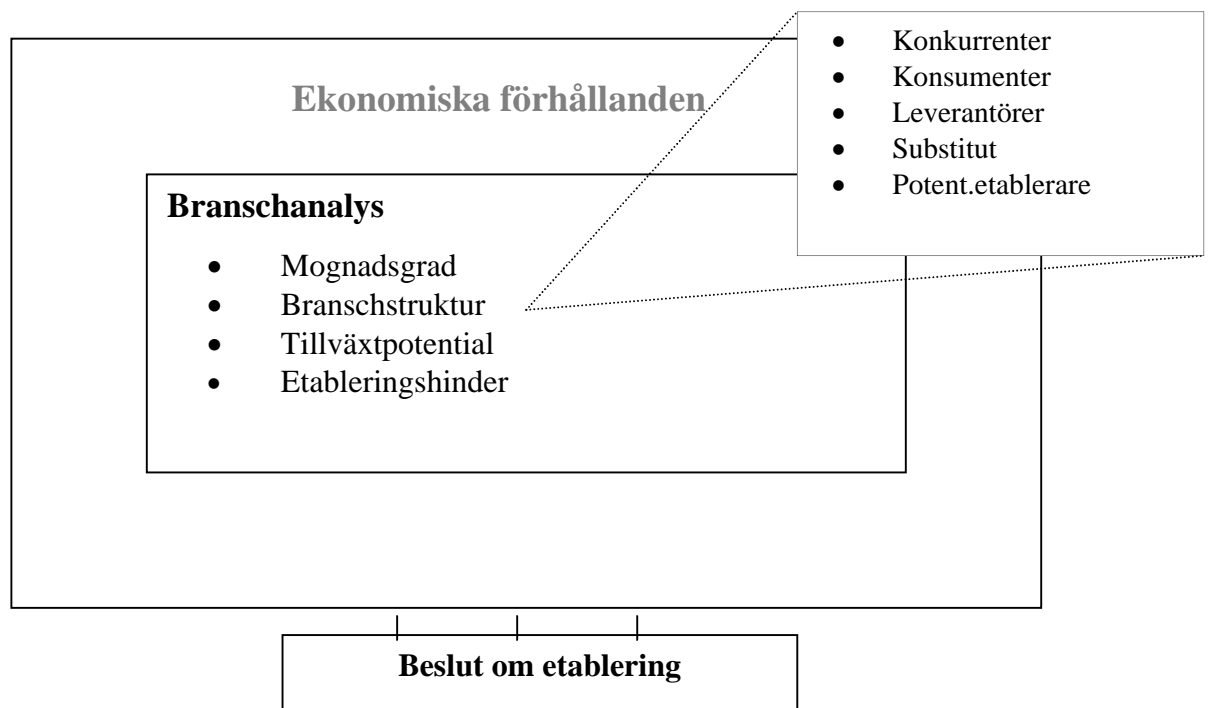 Ekonomiska förhållanden
Branschanalys
• Mognadsgrad
• Branschstruktur
• Tillväxtpotential
• Etableringshinder
• Konkurrenter
• Konsumenter
• Leverantörer
• Substitut
• Potent.etablerare
Beslut om etablering